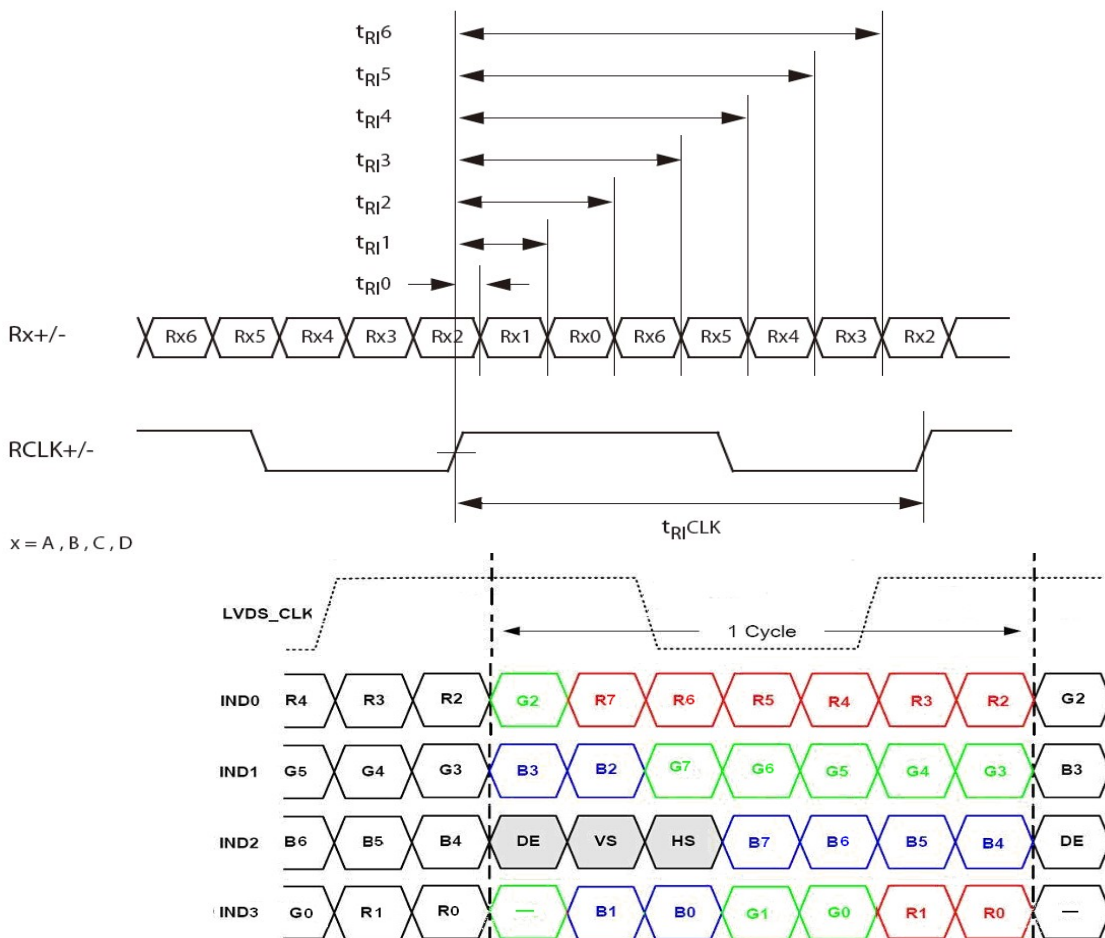 tRI6
tRI5
tRI4
tRI3
tRI2
tRI1
tRI0
Rx+/- Rx6 Rx5 Rx4 Rx3 Rx2 Rx1 Rx0 Rx6 Rx5 Rx4 Rx3 Rx2
RCLK+/-
tRICLK
x = A , B , C , D
LVDS_CLK 1 Cycle
IND0 R4 R3 R2 G2 R7 R6 R5 R4 R3 R2 G2
IND1 G5 G4 G3 B3 B2 G7 G6 G5 G4 G3 B3
IND2 B6 B5 B4 DE VS HS B7 B6 B5 B4 DE
IND3 G0 R1 R0 — B1 B0 G1 G0 R1 R0 —